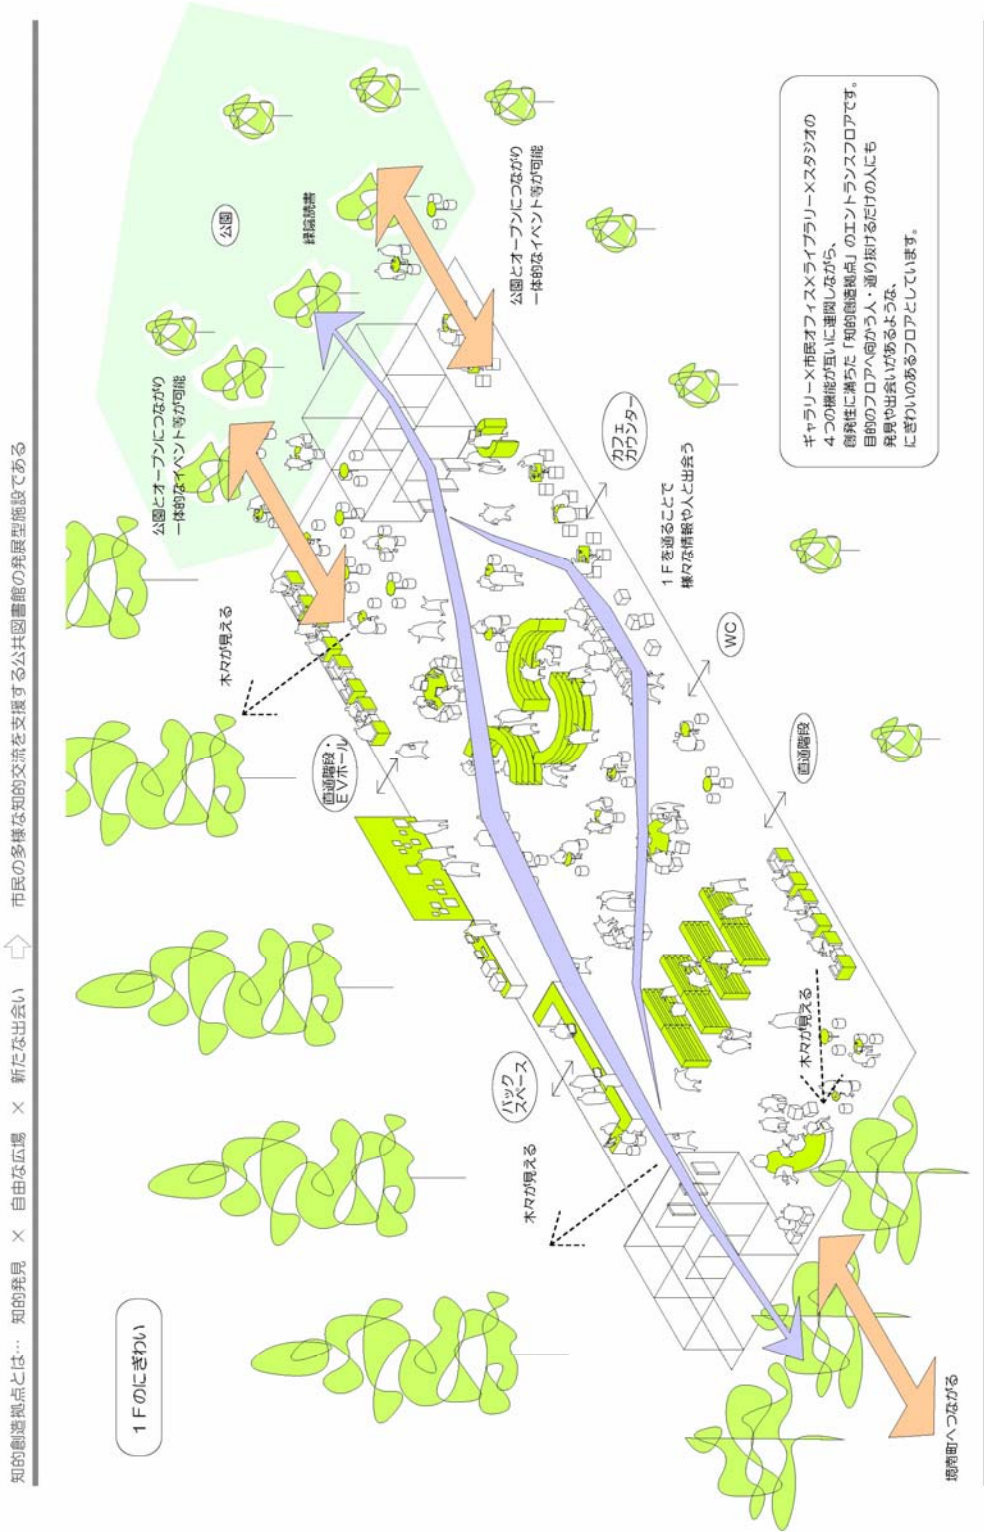 知的創造拠点とは… 知的発見 × 自由な広場 × 新たな出会い ⇨ 市民の多様な知的交流を支援する公共図書館の発展型施設である
1Fのにぎわい
木々が見える
バック
スペース
直通階段・
EVホール
木々が見える
公園とオープンにつながり
一体的なイベント等が可能
公園
緑陰読書
公園とオープンにつながり
一体的なイベント等が可能
カフェ
カウンター
1Fを通ることで
様々な情報や人と出会う
WC
直通階段
木々が見える
境南町へつながる
ギャラリー×市民オフィス×ライブラリー×スタジオの
4つの機能が互いに連関しながら、
創発性に満ちた「知的創造拠点」のエントランスフロアです。
目的のフロアへ向かう人・通り抜けるだけの人にも
発見や出会いがあるような、
にぎわいのあるフロアとしています。